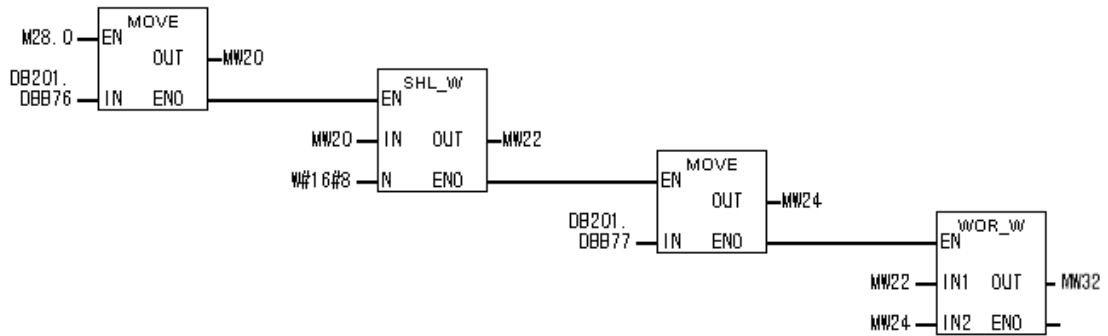 MOVE
M28.0 EN
OUT MW20
DB201.
DBB76 IN ENO
SHL_W
EN
MW20 IN OUT MW22
W#16#8 N ENO
MOVE
EN
OUT MW24
DB201.
DBB77 IN ENO
WOR_W
EN
MW22 IN1 OUT MW32
MW24 IN2 ENO